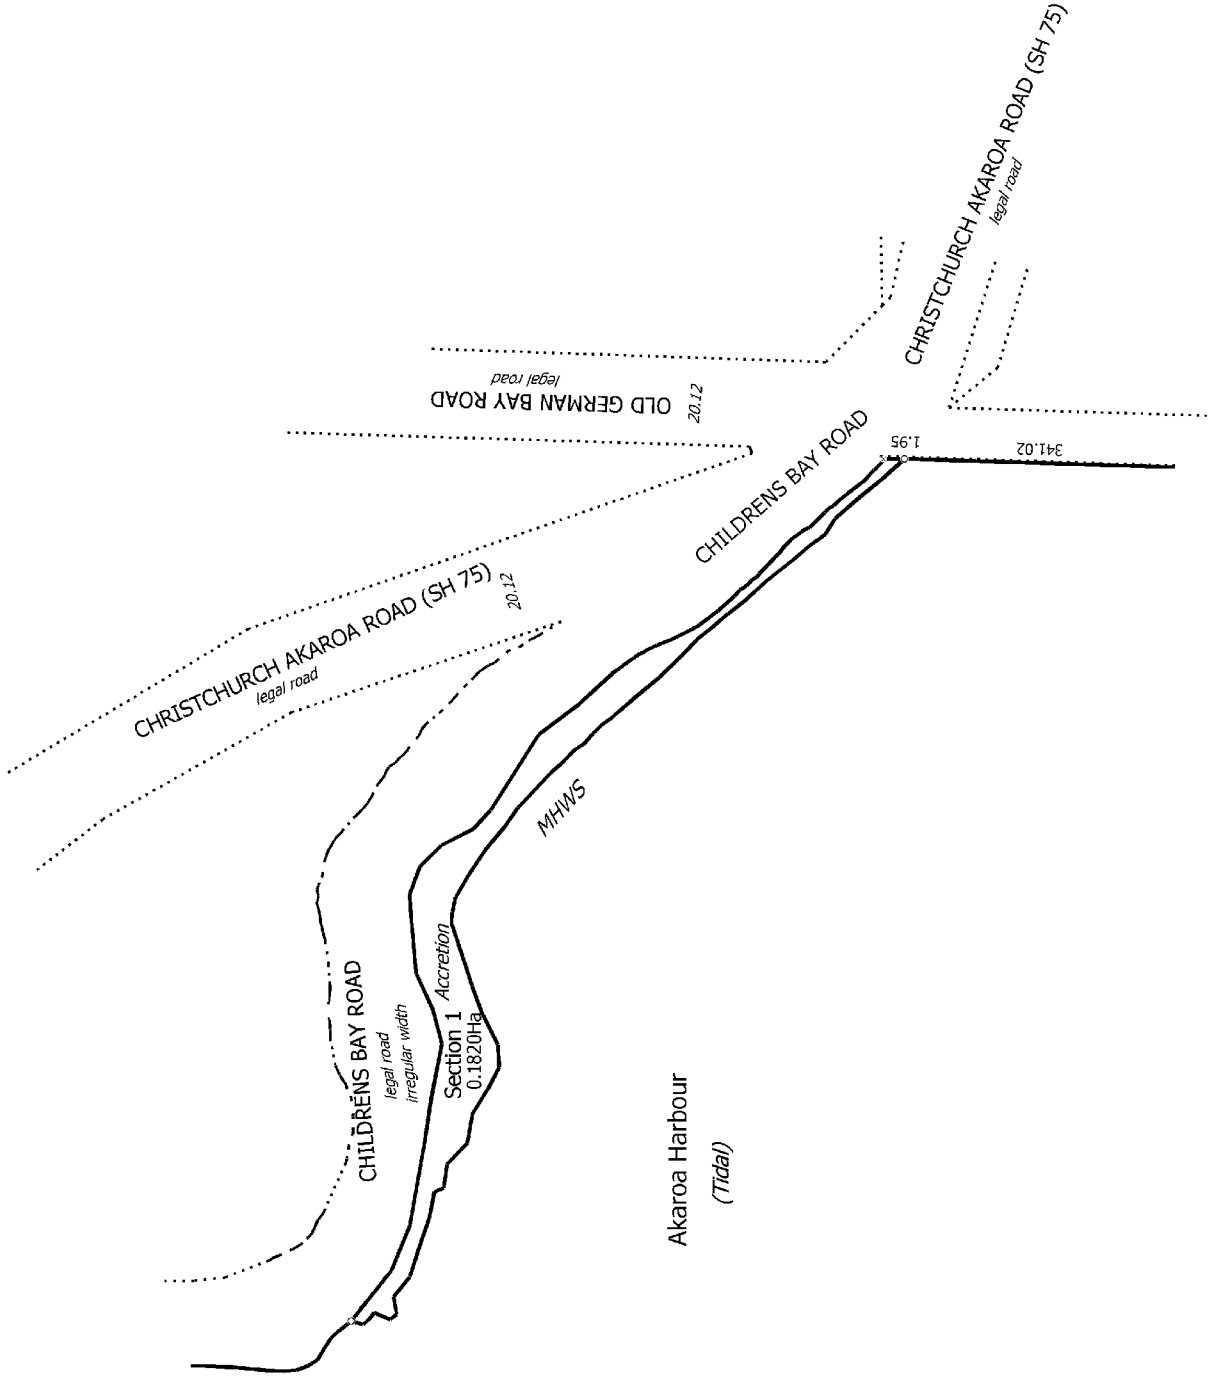 CHRISTCHURCH AKAROA ROAD (SH 75)
legal road
OLD GERMAN BAY ROAD
legal road
20.12
CHILDRENS BAY ROAD
1.95
341.02
CHRISTCHURCH AKAROA ROAD (SH 75)
legal road
20.12
MHWS
CHILDRENS BAY ROAD
legal road
irregular width
Accretion
Section 1
0.1820Ha
Akaroa Harbour
(Tidal)